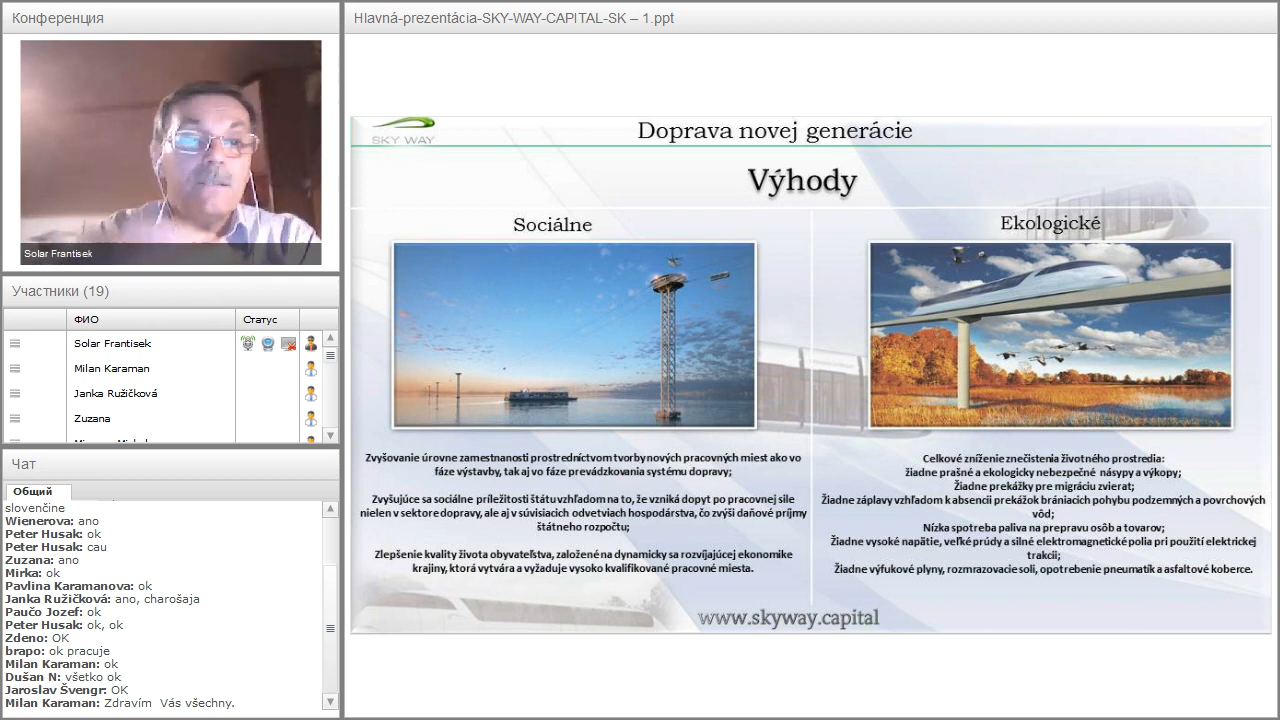 Конференция
Solar Frantisek
Участники (19)
ФИО
Статус
Solar Frantisek
Milan Karaman
Janka Ružičková
Zuzana
Чат
Общий
slovenčine
Wienerova: ano
Peter Husak: ok
Peter Husak: cau
Zuzana: ano
Mirka: ok
Pavlina Karamanova: ok
Janka Ružičková: ano, charošaja
Paučo Jozef: ok
Peter Husak: ok, ok
Zdeno: OK
brapo: ok pracuje
Milan Karaman: ok
Dušan N: všetko ok
Jaroslav Švengr: OK
Milan Karaman: Zdravím Vás všechny.
Hlavná-prezentácia-SKY-WAY-CAPITAL-SK – 1.ppt
SKY WAY
Doprava novej generácie
Výhody
Sociálne
Zvyšovanie úrovne zamestnanosti prostredníctvom tvorby nových pracovných miest ako vo
fáze výstavby, tak aj vo fáze prevádzkovania systému dopravy;
Zvyšujúce sa sociálne príležitosti štátu vzhľadom na to, že vzniká dopyt po pracovnej sile
nielen v sektore dopravy, ale aj v súvisiacich odvetviach hospodárstva, čo zvýši daňové príjmy
štátneho rozpočtu;
Zlepšenie kvality života obyvateľstva, založené na dynamicky sa rozvíjajúcej ekonomike
krajiny, ktorá vytvára a vyžaduje vysoko kvalifikované pracovné miesta.
Ekologické
Celkové zníženie znečistenia životného prostredia:
žiadne prašné a ekologicky nebezpečné násypy a výkopy;
Žiadne prekážky pre migráciu zvierat;
Žiadne záplavy vzhľadom k absencii prekážok brániacich pohybu podzemných a povrchových
vôd;
Nízka spotreba paliva na prepravu osôb a tovarov;
Žiadne vysoké napätie, veľké prúdy a silné elektromagnetické polia pri použití elektrickej
trakcii;
Žiadne výfukové plyny, rozmrazovacie soli, opotrebenie pneumatík a asfaltové koberce.
www.skyway.capital